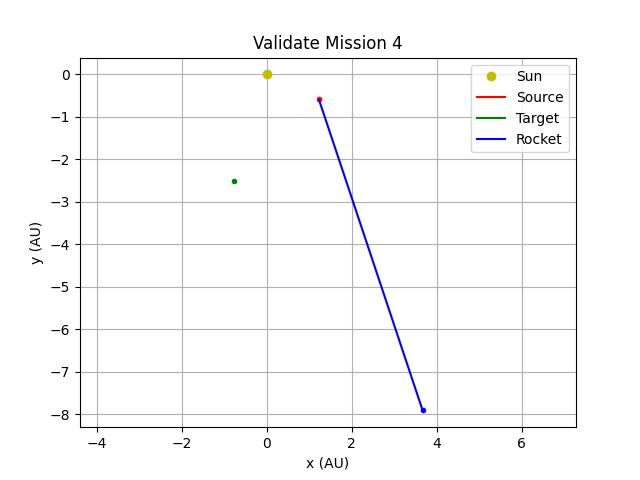 Validate Mission 4
Sun
Source
Target
Rocket
0
−1
−2
−3
−4
−5
−6
−7
−8
y (AU)
−4
−2
0
2
4
6
x (AU)